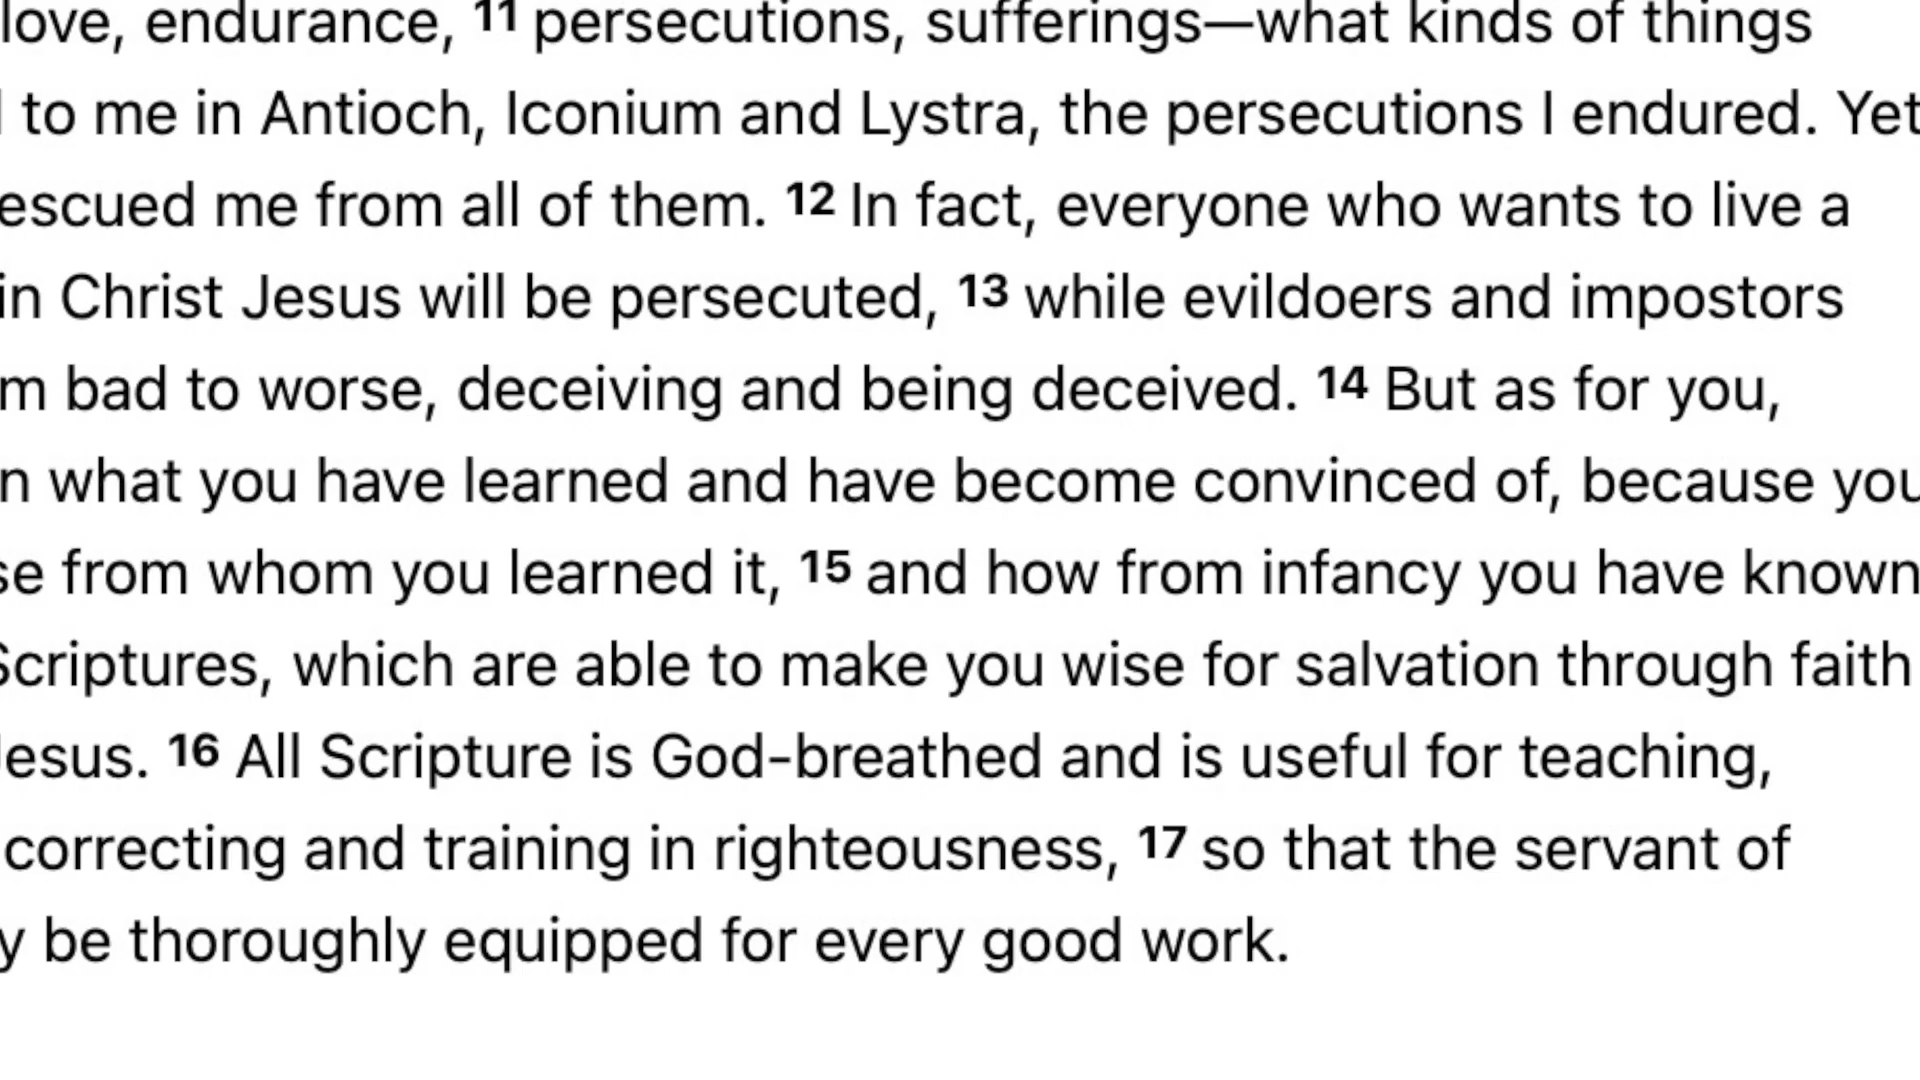 love, endurance, 11 persecutions, sufferings—what kinds of things
to me in Antioch, Iconium and Lystra, the persecutions I endured. Yet
escued me from all of them. 12 In fact, everyone who wants to live a
in Christ Jesus will be persecuted, 13 while evildoers and impostors
m bad to worse, deceiving and being deceived. 14 But as for you,
n what you have learned and have become convinced of, because you
se from whom you learned it, 15 and how from infancy you have known
Scriptures, which are able to make you wise for salvation through faith
Jesus. 16 All Scripture is God-breathed and is useful for teaching,
correcting and training in righteousness, 17 so that the servant of
y be thoroughly equipped for every good work.